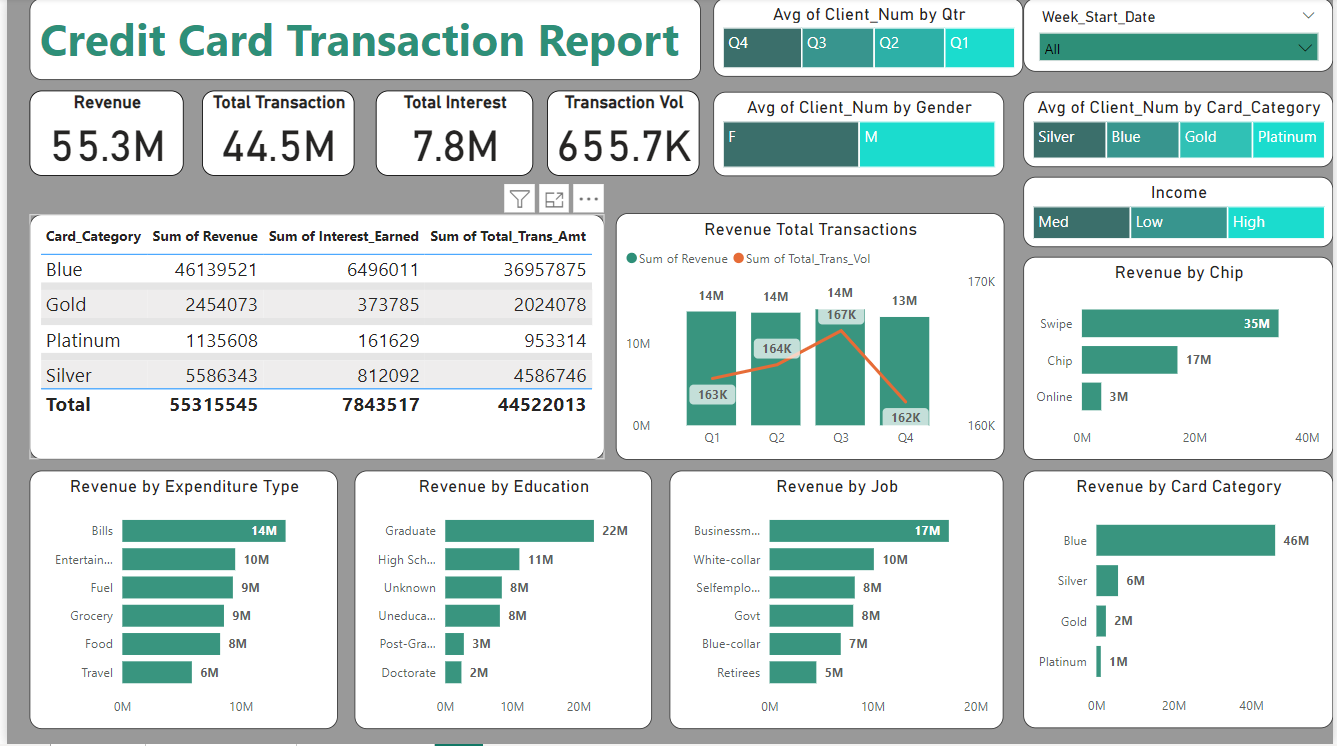 Credit Card Transaction Report
Avg of Client_Num by Qtr
Q4 Q3 Q2 Q1
Week_Start_Date
All
Revenue
55.3M
Total Transaction
44.5M
Total Interest
7.8M
Transaction Vol
655.7K
Avg of Client_Num by Gender
F M
Avg of Client_Num by Card_Category
Silver Blue Gold Platinum
Income
Med Low High
Card_Category Sum of Revenue Sum of Interest_Earned Sum of Total_Trans_Amt
Blue 46139521 6496011 36957875
Gold 2454073 373785 2024078
Platinum 1135608 161629 953314
Silver 5586343 812092 4586746
Total 55315545 7843517 44522013
Revenue Total Transactions
Sum of Revenue Sum of Total_Trans_Vol
170K
14M 14M 14M 13M
167K
10M 164K
163K
162K
0M 160K
Q1 Q2 Q3 Q4
Revenue by Chip
Swipe 35M
Chip 17M
Online 3M
0M 20M 40M
Revenue by Expenditure Type
Bills 14M
Entertain... 10M
Fuel 9M
Grocery 9M
Food 8M
Travel 6M
0M 10M
Revenue by Education
Graduate 22M
High Sch... 11M
Unknown 8M
Uneduca... 8M
Post-Gra... 3M
Doctorate 2M
0M 10M 20M
Revenue by Job
Businessm... 17M
White-collar 10M
Selfemplo... 8M
Govt 8M
Blue-collar 7M
Retirees 5M
0M 10M 20M
Revenue by Card Category
Blue 46M
Silver 6M
Gold 2M
Platinum 1M
0M 20M 40M